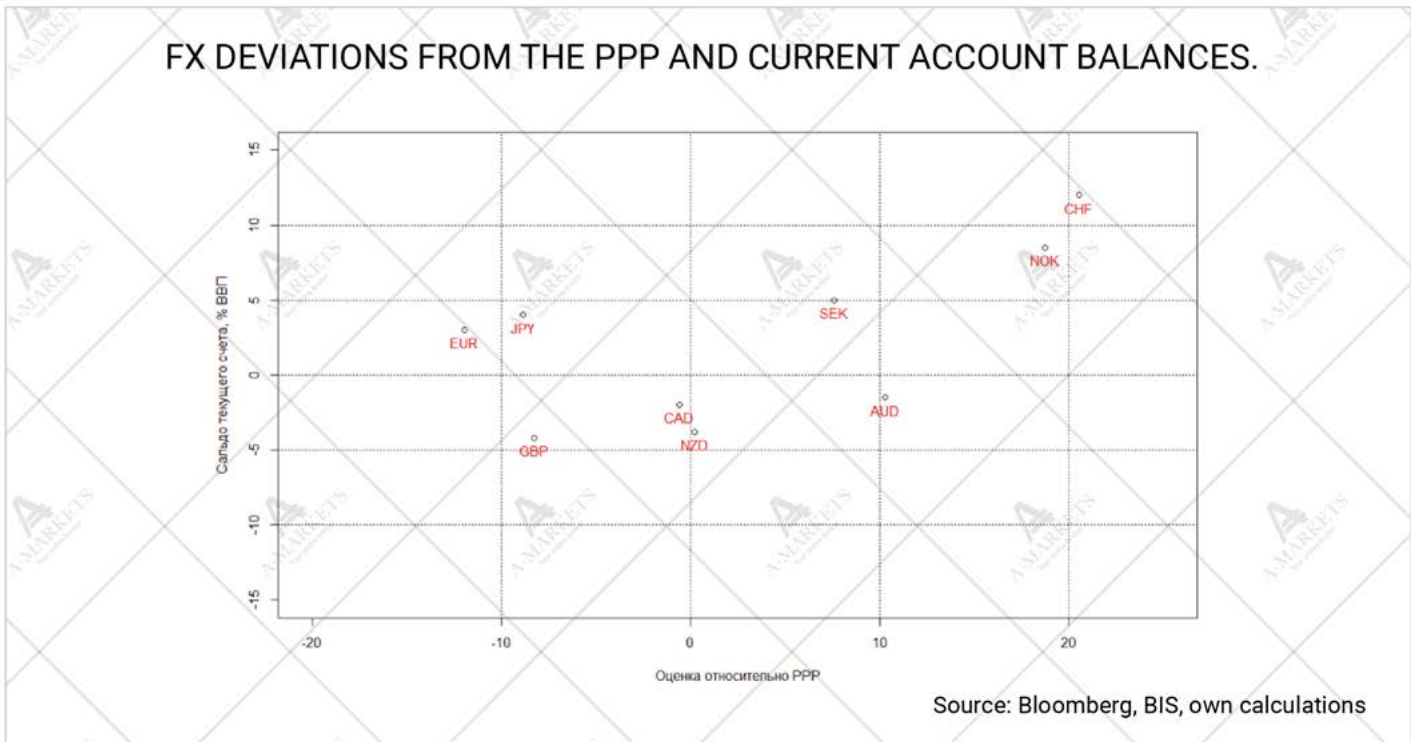 FX DEVIATIONS FROM THE PPP AND CURRENT ACCOUNT BALANCES.
Сальдо текущего счета, % ВВП
15
10
5
0
-5
-10
-15
CHF
NOK
SEK
JPY
EUR
AUD
CAD
NZD
GBP
-20
-10
0
10
20
Оценка относительно PPP
Source: Bloomberg, BIS, own calculations
A-MARKETS